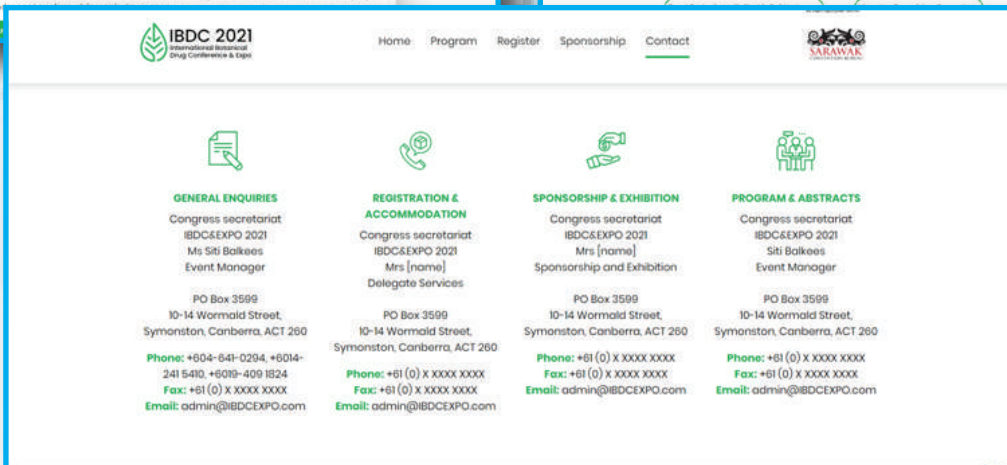 IBDC 2021
International Botanical
Drug Conference & Expo
Home Program Register Sponsorship Contact
SARAWAK
CONVENTION BUREAU
GENERAL ENQUIRIES
Congress secretariat
IBDC&EXPO 2021
Ms Siti Balkees
Event Manager
PO Box 3599
10-14 Wormald Street,
Symonston, Canberra, ACT 260
Phone: +604-641-0294, +6014-
241 5410, +6019-409 1824
Fax: +61 (0) X XXXX XXXX
Email: admin@IBDCEXPO.com
REGISTRATION &
ACCOMMODATION
Congress secretariat
IBDC&EXPO 2021
Mrs [name]
Delegate Services
PO Box 3599
10-14 Wormald Street,
Symonston, Canberra, ACT 260
Phone: +61 (0) X XXXX XXXX
Fax: +61 (0) X XXXX XXXX
Email: admin@IBDCEXPO.com
SPONSORSHIP & EXHIBITION
Congress secretariat
IBDC&EXPO 2021
Mrs [name]
Sponsorship and Exhibition
PO Box 3599
10-14 Wormald Street,
Symonston, Canberra, ACT 260
Phone: +61 (0) X XXXX XXXX
Fax: +61 (0) X XXXX XXXX
Email: admin@IBDCEXPO.com
PROGRAM & ABSTRACTS
Congress secretariat
IBDC&EXPO 2021
Siti Balkees
Event Manager
PO Box 3599
10-14 Wormald Street,
Symonston, Canberra, ACT 260
Phone: +61 (0) X XXXX XXXX
Fax: +61 (0) X XXXX XXXX
Email: admin@IBDCEXPO.com